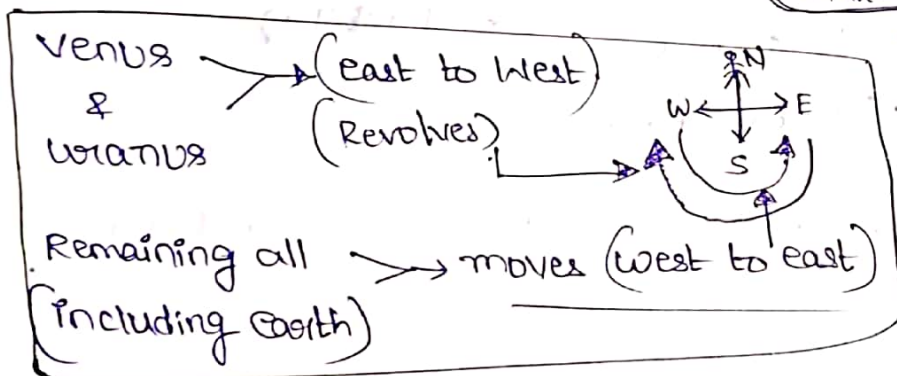 Venus
&
Uranus
(east to West)
(Revolves)
N
W E
S
Remaining all
(including Earth)
moves (west to east)